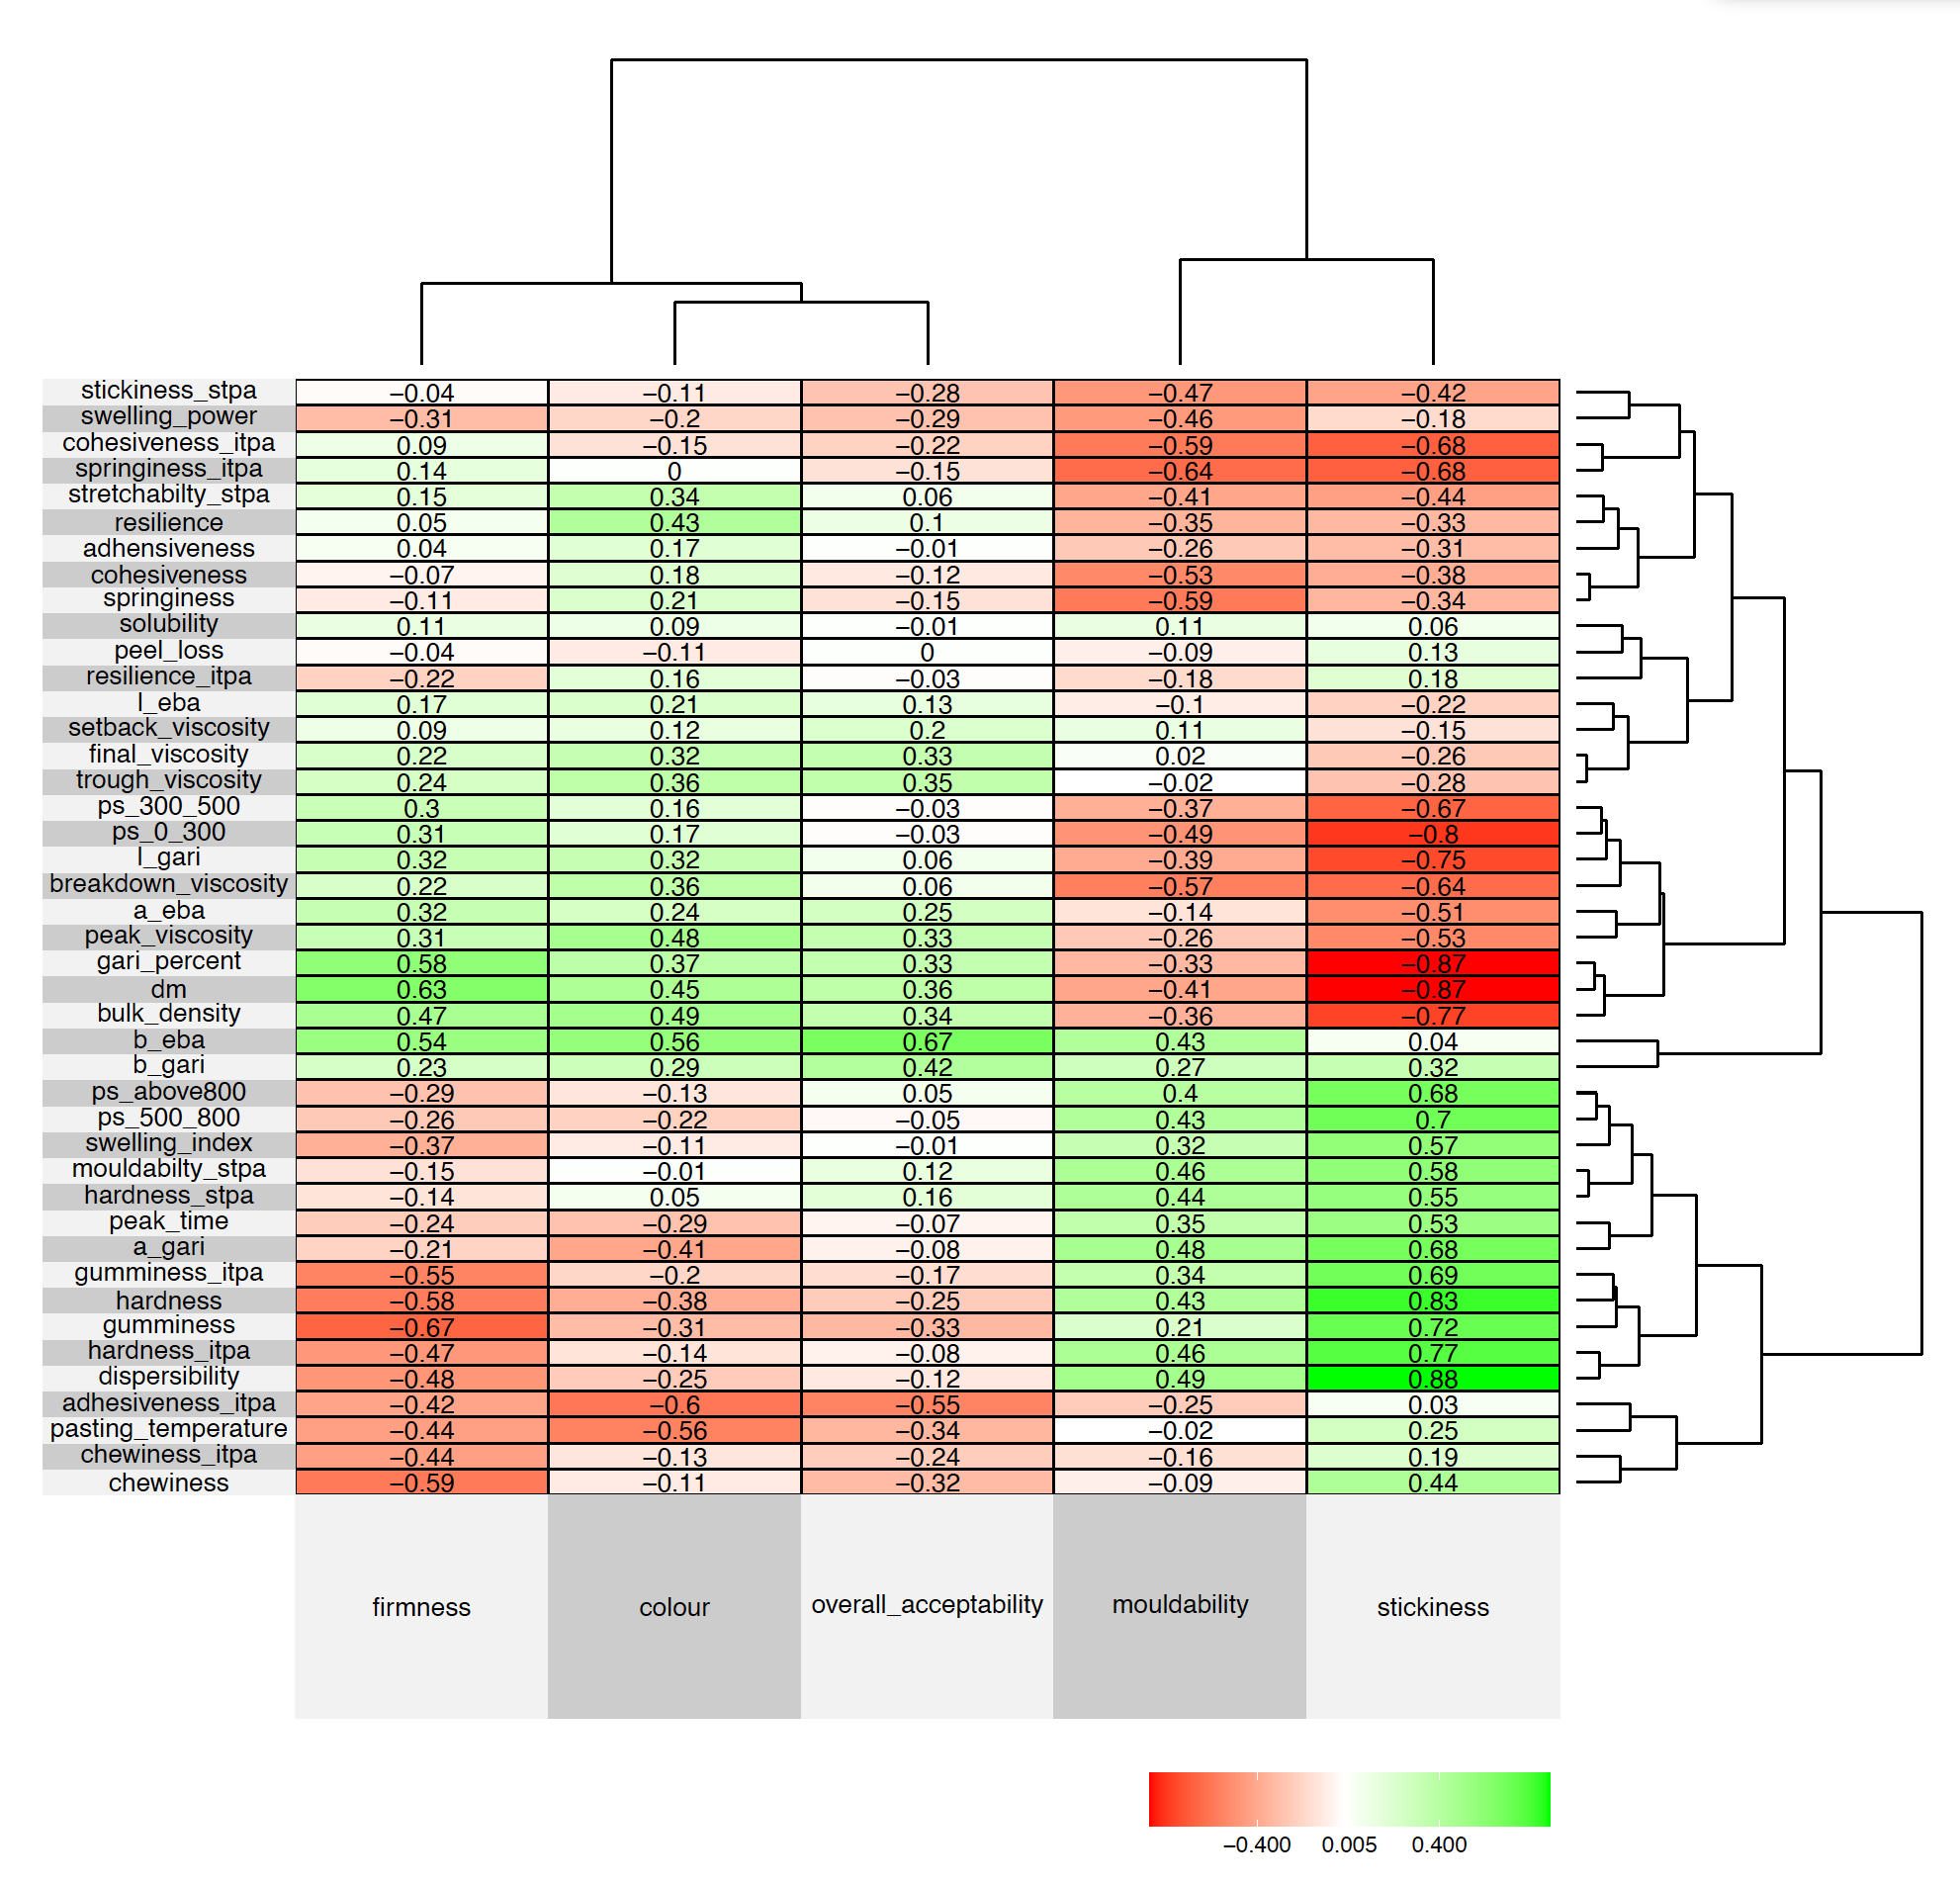 stickiness_stpa −0.04 −0.11 −0.28 −0.47 −0.42
swelling_power −0.31 −0.2 −0.29 −0.46 −0.18
cohesiveness_itpa 0.09 −0.15 −0.22 −0.59 −0.68
springiness_itpa 0.14 0 −0.15 −0.64 −0.68
stretchabilty_stpa 0.15 0.34 0.06 −0.41 −0.44
resilience 0.05 0.43 0.1 −0.35 −0.33
adhensiveness 0.04 0.17 −0.01 −0.26 −0.31
cohesiveness −0.07 0.18 −0.12 −0.53 −0.38
springiness −0.11 0.21 −0.15 −0.59 −0.34
solubility 0.11 0.09 −0.01 0.11 0.06
peel_loss −0.04 −0.11 0 −0.09 0.13
resilience_itpa −0.22 0.16 −0.03 −0.18 0.18
l_eba 0.17 0.21 0.13 −0.1 −0.22
setback_viscosity 0.09 0.12 0.2 0.11 −0.15
final_viscosity 0.22 0.32 0.33 0.02 −0.26
trough_viscosity 0.24 0.36 0.35 −0.02 −0.28
ps_300_500 0.3 0.16 −0.03 −0.37 −0.67
ps_0_300 0.31 0.17 −0.03 −0.49 −0.8
l_gari 0.32 0.32 0.06 −0.39 −0.75
breakdown_viscosity 0.22 0.36 0.06 −0.57 −0.64
a_eba 0.32 0.24 0.25 −0.14 −0.51
peak_viscosity 0.31 0.48 0.33 −0.26 −0.53
gari_percent 0.58 0.37 0.33 −0.33 −0.87
dm 0.63 0.45 0.36 −0.41 −0.87
bulk_density 0.47 0.49 0.34 −0.36 −0.77
b_eba 0.54 0.56 0.67 0.43 0.04
b_gari 0.23 0.29 0.42 0.27 0.32
ps_above800 −0.29 −0.13 0.05 0.4 0.68
ps_500_800 −0.26 −0.22 −0.05 0.43 0.7
swelling_index −0.37 −0.11 −0.01 0.32 0.57
mouldabilty_stpa −0.15 −0.01 0.12 0.46 0.58
hardness_stpa −0.14 0.05 0.16 0.44 0.55
peak_time −0.24 −0.29 −0.07 0.35 0.53
a_gari −0.21 −0.41 −0.08 0.48 0.68
gumminess_itpa −0.55 −0.2 −0.17 0.34 0.69
hardness −0.58 −0.38 −0.25 0.43 0.83
gumminess −0.67 −0.31 −0.33 0.21 0.72
hardness_itpa −0.47 −0.14 −0.08 0.46 0.77
dispersibility −0.48 −0.25 −0.12 0.49 0.88
adhesiveness_itpa −0.42 −0.6 −0.55 −0.25 0.03
pasting_temperature −0.44 −0.56 −0.34 −0.02 0.25
chewiness_itpa −0.44 −0.13 −0.24 −0.16 0.19
chewiness −0.59 −0.11 −0.32 −0.09 0.44
firmness colour overall_acceptability mouldability stickiness
−0.400 0.005 0.400